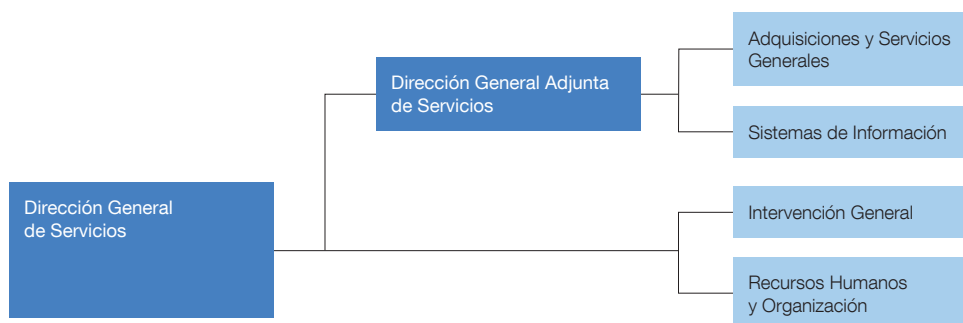 Adquisiciones y Servicios
Generales
Dirección General Adjunta
de Servicios
Sistemas de Información
Dirección General
de Servicios
Intervención General
Recursos Humanos
y Organización